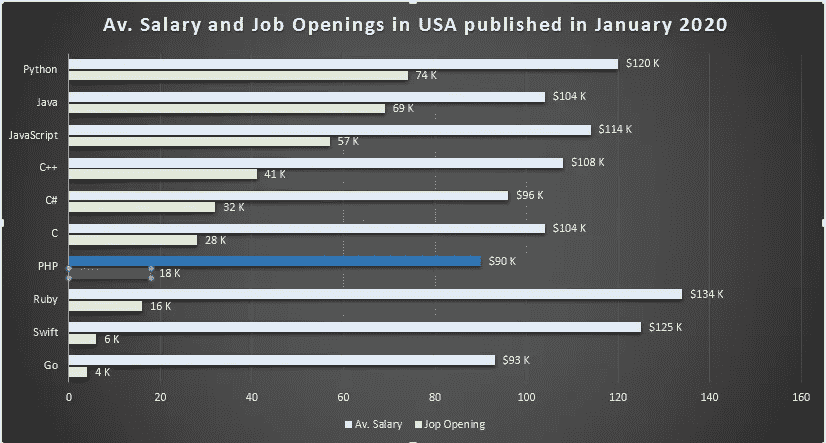 Av. Salary and Job Openings in USA published in January 2020
Python
$120 K
74 K
Java
$104 K
69 K
JavaScript
$114 K
57 K
C++
$108 K
41 K
C#
$96 K
32 K
C
$104 K
28 K
PHP
$90 K
18 K
Ruby
$134 K
16 K
Swift
$125 K
6 K
Go
$93 K
4 K
0 20 40 60 80 100 120 140 160
Av. Salary Jop Opening